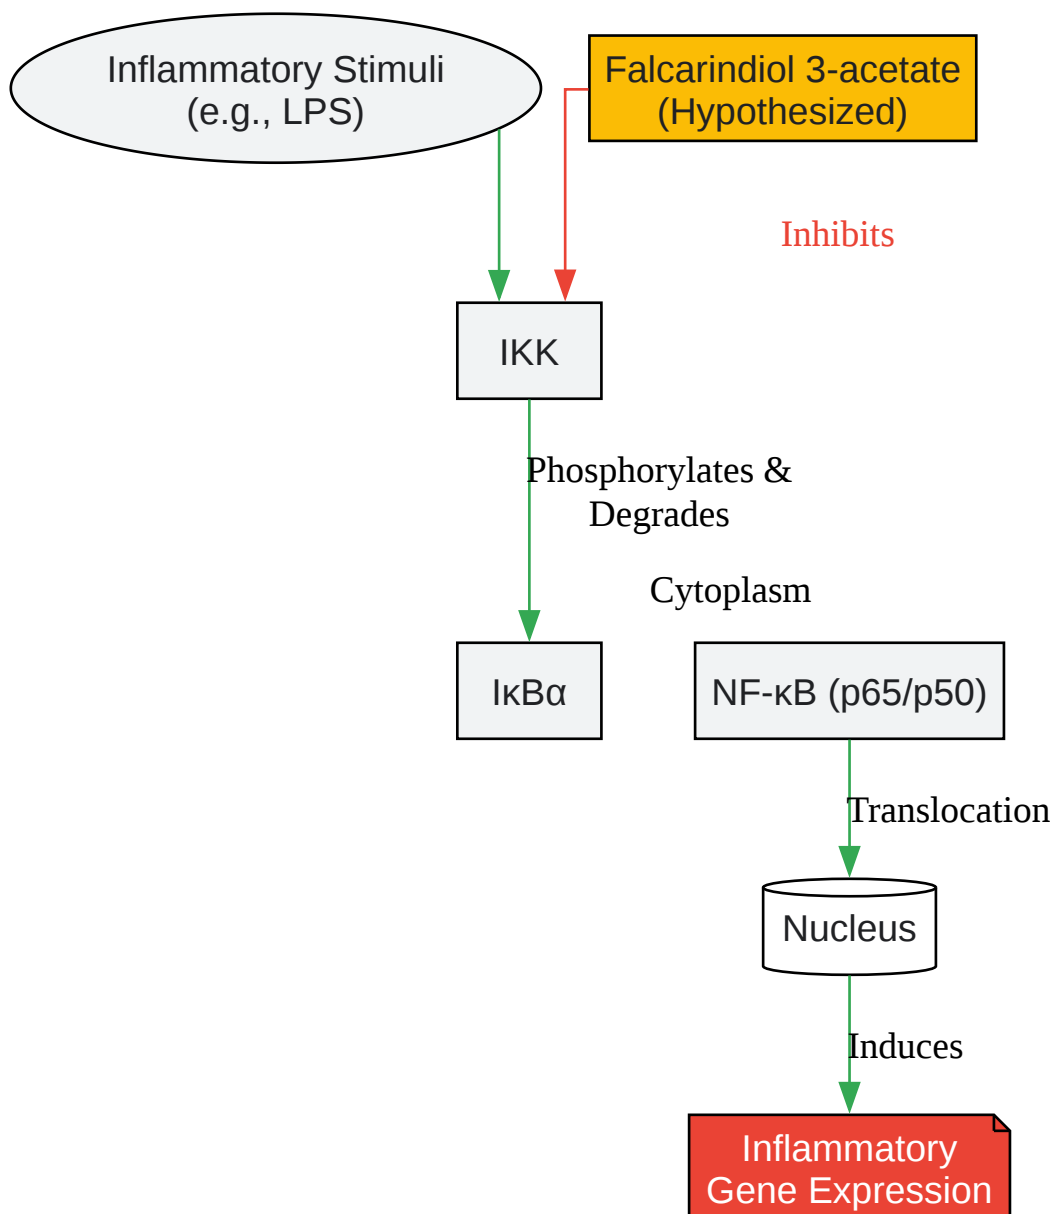 Inflammatory Stimuli
(e.g., LPS)
Falcarindiol 3-acetate
(Hypothesized)
Inhibits
IKK
Phosphorylates &
Degrades
Cytoplasm
IκBα
NF-κB (p65/p50)
Translocation
Nucleus
Induces
Inflammatory
Gene Expression